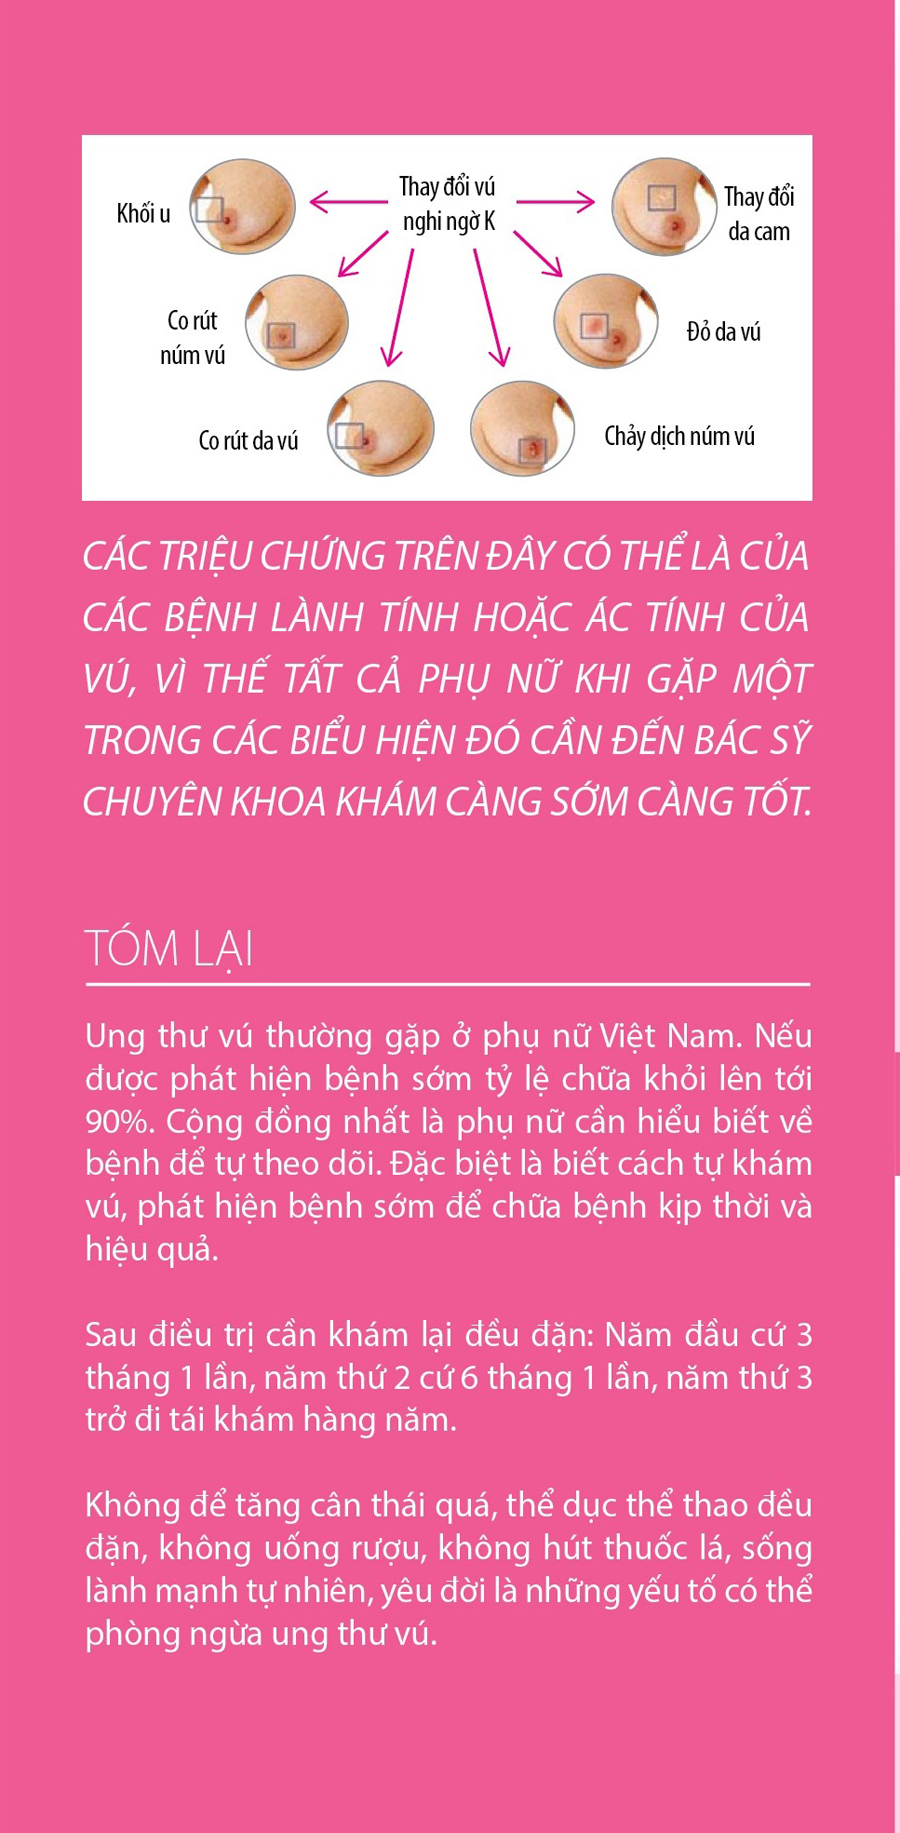 Thay đổi vú
nghi ngờ K
Khối u
Thay đổi
da cam
Co rút
núm vú
Đỏ da vú
Co rút da vú
Chảy dịch núm vú
CÁC TRIỆU CHỨNG TRÊN ĐÂY CÓ THỂ LÀ CỦA
CÁC BỆNH LÀNH TÍNH HOẶC ÁC TÍNH CỦA
VÚ, VÌ THẾ TẤT CẢ PHỤ NỮ KHI GẶP MỘT
TRONG CÁC BIỂU HIỆN ĐÓ CẦN ĐẾN BÁC SỸ
CHUYÊN KHOA KHÁM CÀNG SỚM CÀNG TỐT.
TÓM LẠI
Ung thư vú thường gặp ở phụ nữ Việt Nam. Nếu
được phát hiện bệnh sớm tỷ lệ chữa khỏi lên tới
90%. Cộng đồng nhất là phụ nữ cần hiểu biết về
bệnh để tự theo dõi. Đặc biệt là biết cách tự khám
vú, phát hiện bệnh sớm để chữa bệnh kịp thời và
hiệu quả.
Sau điều trị cần khám lại đều đặn: Năm đầu cứ 3
tháng 1 lần, năm thứ 2 cứ 6 tháng 1 lần, năm thứ 3
trở đi tái khám hàng năm.
Không để tăng cân thái quá, thể dục thể thao đều
đặn, không uống rượu, không hút thuốc lá, sống
lành mạnh tự nhiên, yêu đời là những yếu tố có thể
phòng ngừa ung thư vú.